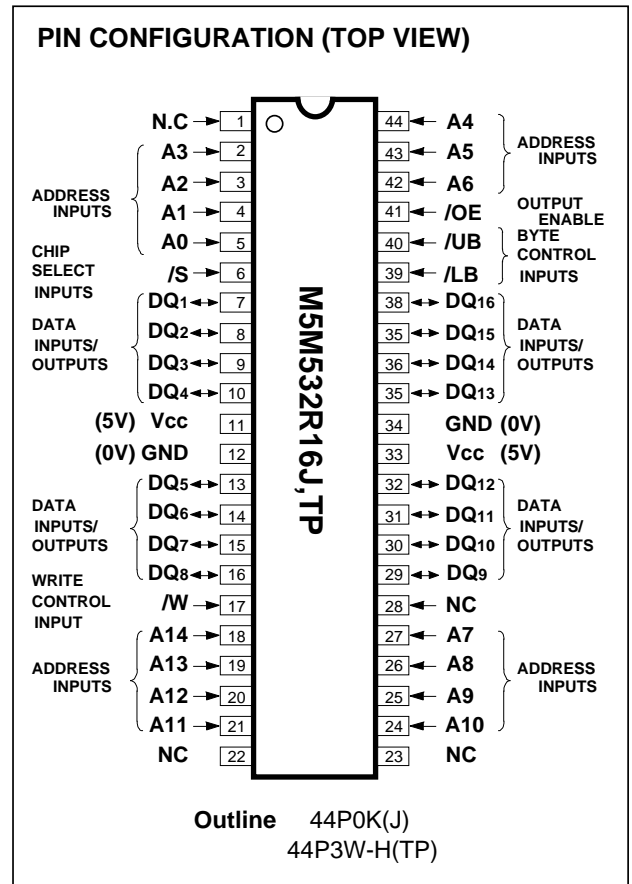 PIN CONFIGURATION (TOP VIEW)
N.C 1 44 A4
A3 2 43 A5
A2 3 42 A6
A1 4 41 /OE
A0 5 40 /UB
/S 6 39 /LB
DQ1 7 38 DQ16
DQ2 8 35 DQ15
DQ3 9 36 DQ14
DQ4 10 35 DQ13
(5V) Vcc 11 34 GND (0V)
(0V) GND 12 33 Vcc (5V)
DQ5 13 32 DQ12
DQ6 14 31 DQ11
DQ7 15 30 DQ10
DQ8 16 29 DQ9
/W 17 28 NC
A14 18 27 A7
A13 19 26 A8
A12 20 25 A9
A11 21 24 A10
NC 22 23 NC
ADDRESS
INPUTS
CHIP
SELECT
INPUTS
DATA
INPUTS/
OUTPUTS
DATA
INPUTS/
OUTPUTS
WRITE
CONTROL
INPUT
ADDRESS
INPUTS
M5M532R16J,TP
ADDRESS
INPUTS
OUTPUT
ENABLE
BYTE
CONTROL
INPUTS
DATA
INPUTS/
OUTPUTS
DATA
INPUTS/
OUTPUTS
ADDRESS
INPUTS
Outline 44P0K(J)
44P3W-H(TP)